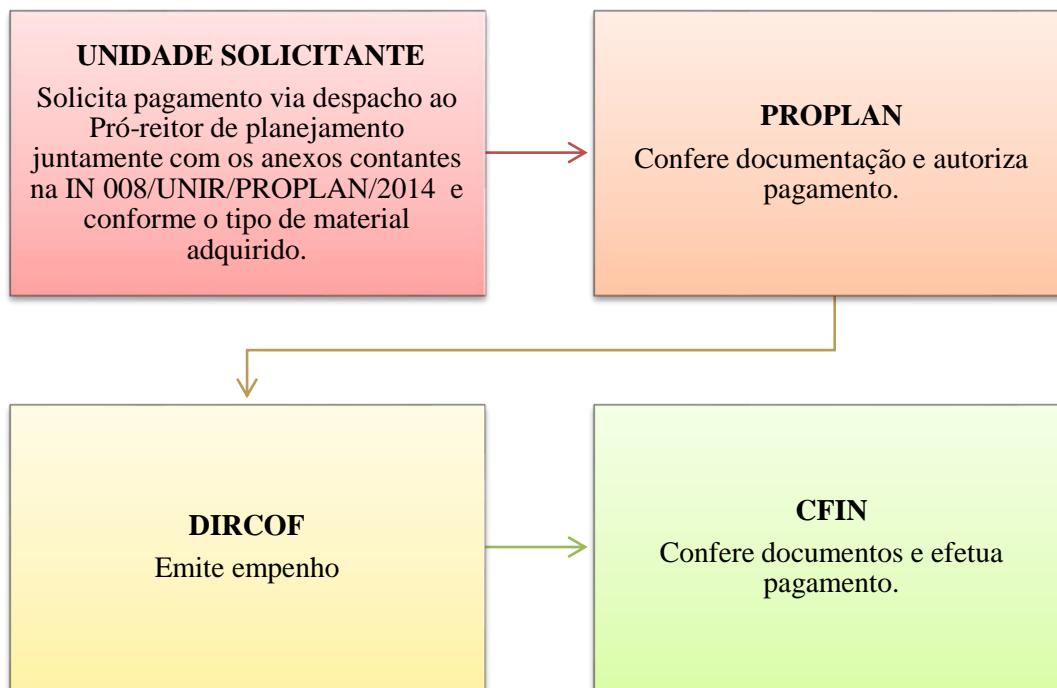 UNIDADE SOLICITANTE
Solicita pagamento via despacho ao
Pró-reitor de planejamento
juntamente com os anexos contantes
na IN 008/UNIR/PROPLAN/2014 e
conforme o tipo de material
adquirido.
PROPLAN
Confere documentação e autoriza
pagamento.
DIRCOF
Emite empenho
CFIN
Confere documentos e efetua
pagamento.